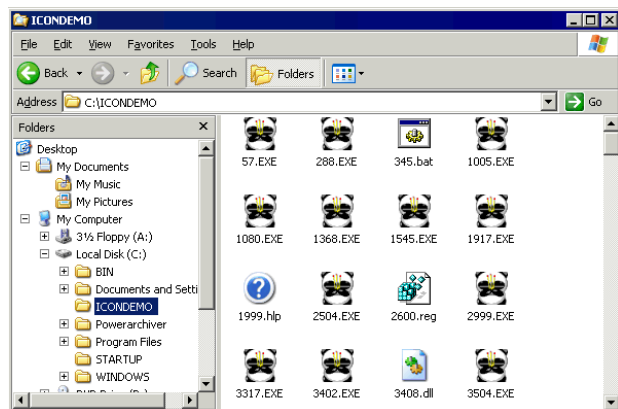 ICONDEMO
File Edit View Favorites Tools Help
Back Search Folders
Address C:\ICONDEMO Go
Folders x
Desktop
My Documents
My Music
My Pictures
My Computer
3½ Floppy (A:)
Local Disk (C:)
BIN
Documents and Setti
ICONDEMO
Powerarchiver
Program Files
STARTUP
WINDOWS
57.EXE 288.EXE 345.bat 1005.EXE
1080.EXE 1368.EXE 1545.EXE 1917.EXE
1999.hlp 2504.EXE 2600.reg 2999.EXE
3317.EXE 3402.EXE 3408.dll 3504.EXE